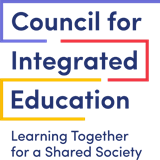 Council for
Integrated
Education
Learning Together
for a Shared Society